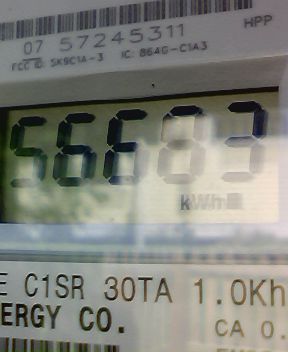 07 57245311
HPP
FCC ID: SK9C1A-3 IC: 864G-C1A3
kWh
E C1SR 30TA 1.0Kh
ERGY CO.
CA 0.